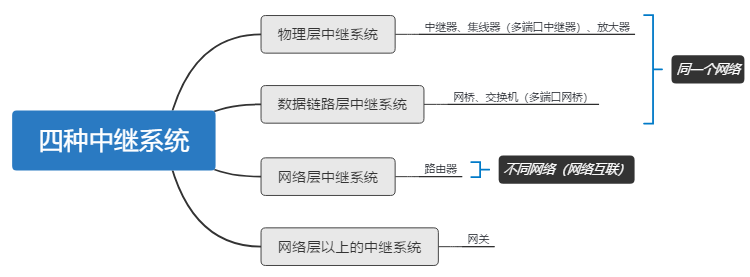 四种中继系统
物理层中继系统
中继器、集线器（多端口中继器）、放大器
数据链路层中继系统
网桥、交换机（多端口网桥）
同一个网络
网络层中继系统
路由器
不同网络（网络互联）
网络层以上的中继系统
网关